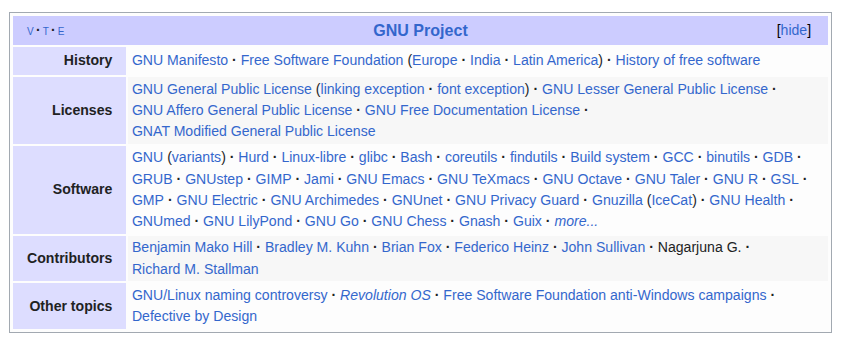 V · T · E GNU Project [hide]
History GNU Manifesto · Free Software Foundation (Europe · India · Latin America) · History of free software
GNU General Public License (linking exception · font exception) · GNU Lesser General Public License ·
Licenses GNU Affero General Public License · GNU Free Documentation License ·
GNAT Modified General Public License
GNU (variants) · Hurd · Linux-libre · glibc · Bash · coreutils · findutils · Build system · GCC · binutils · GDB ·
Software GRUB · GNUstep · GIMP · Jami · GNU Emacs · GNU TeXmacs · GNU Octave · GNU Taler · GNU R · GSL ·
GMP · GNU Electric · GNU Archimedes · GNUnet · GNU Privacy Guard · Gnuzilla (IceCat) · GNU Health ·
GNUmed · GNU LilyPond · GNU Go · GNU Chess · Gnash · Guix · more...
Contributors Benjamin Mako Hill · Bradley M. Kuhn · Brian Fox · Federico Heinz · John Sullivan · Nagarjuna G. ·
Richard M. Stallman
Other topics GNU/Linux naming controversy · Revolution OS · Free Software Foundation anti-Windows campaigns ·
Defective by Design